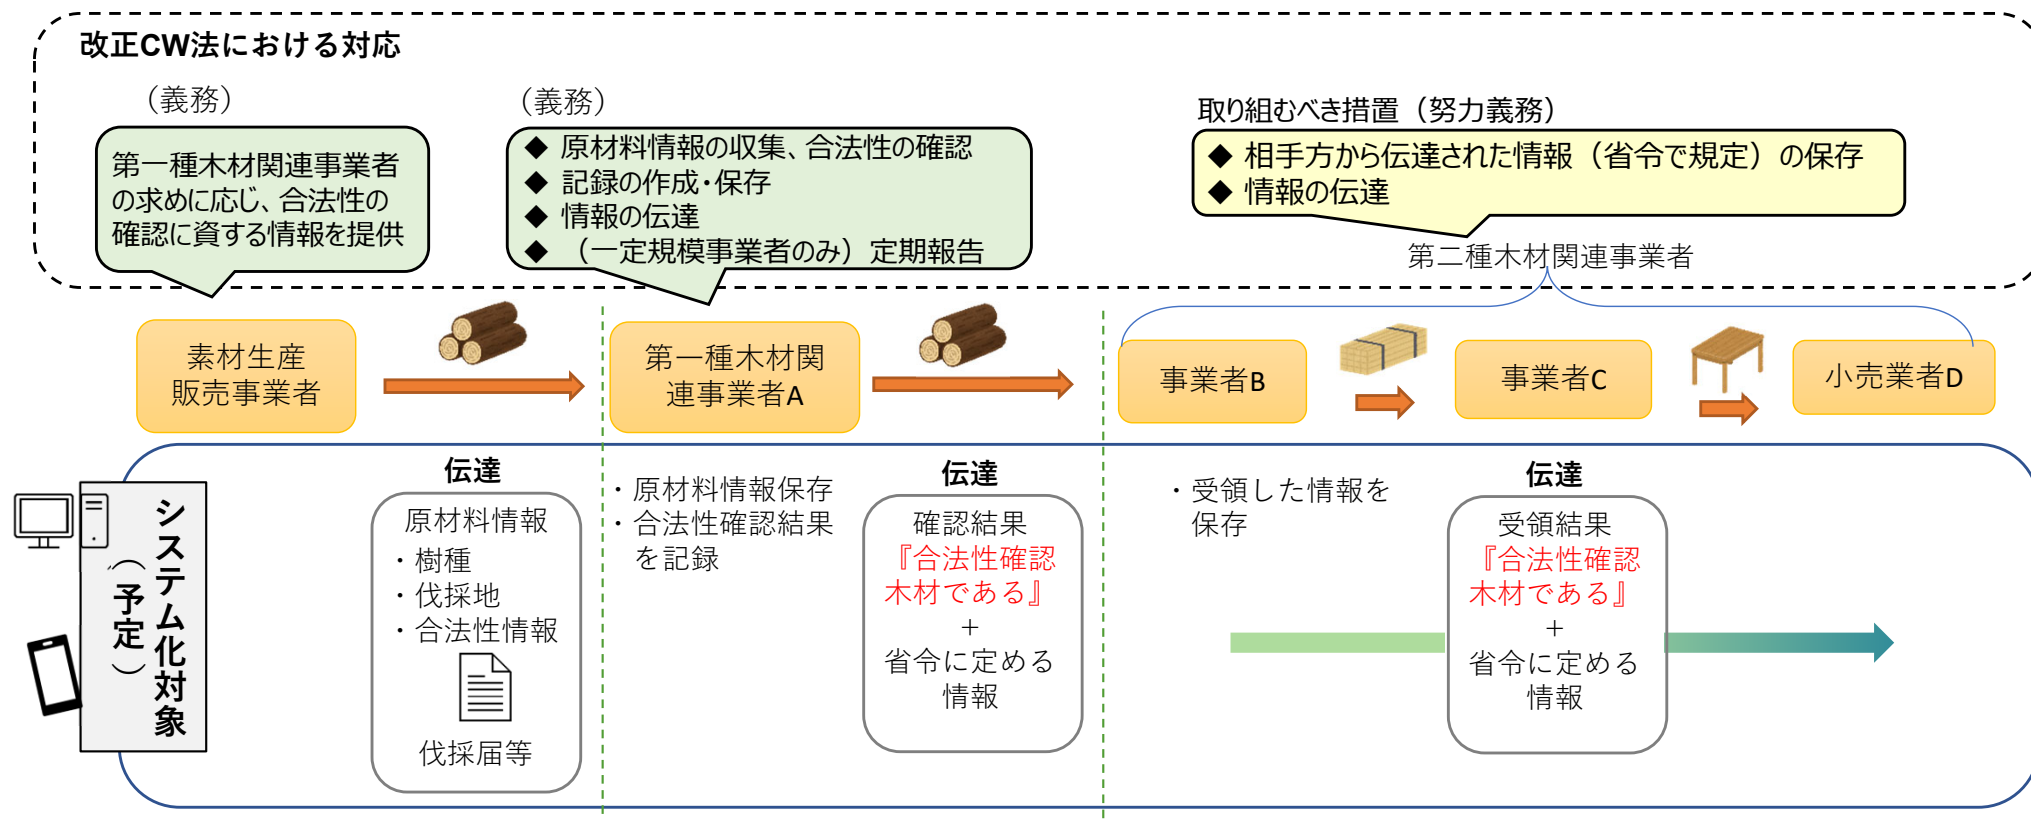 改正CW法における対応
（義務）
第一種木材関連事業者
の求めに応じ、合法性の
確認に資する情報を提供
（義務）
◆ 原材料情報の収集、合法性の確認
◆ 記録の作成・保存
◆ 情報の伝達
◆ （一定規模事業者のみ）定期報告
取り組むべき措置（努力義務）
◆ 相手方から伝達された情報（省令で規定）の保存
◆ 情報の伝達
第二種木材関連事業者
素材生産
販売事業者
第一種木材関
連事業者A
事業者B
事業者C
小売業者D
システム化対象
（予定）
伝達
原材料情報
・樹種
・伐採地
・合法性情報
伐採届等
・原材料情報保存
・合法性確認結果
を記録
伝達
確認結果
『合法性確認
木材である』
+
省令に定める
情報
・受領した情報を
保存
伝達
受領結果
『合法性確認
木材である』
+
省令に定める
情報